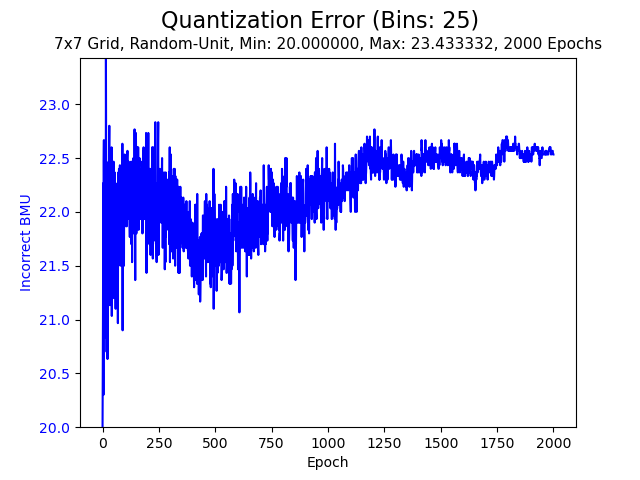 Quantization Error (Bins: 25)
7x7 Grid, Random-Unit, Min: 20.000000, Max: 23.433332, 2000 Epochs
23.0
22.5
22.0
21.5
21.0
20.5
20.0
Incorrect BMU
0 250 500 750 1000 1250 1500 1750 2000
Epoch